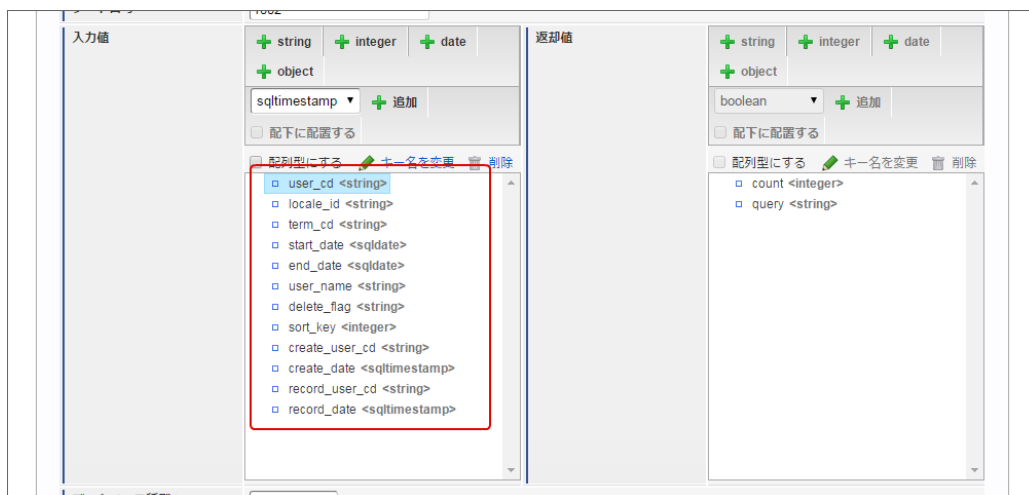 1002
入力値
string integer date
object
sqltimestamp 追加
配下に配置する
配列型にする キー名を変更 削除
user_cd <string>
locale_id <string>
term_cd <string>
start_date <sqldate>
end_date <sqldate>
user_name <string>
delete_flag <string>
sort_key <integer>
create_user_cd <string>
create_date <sqltimestamp>
record_user_cd <string>
record_date <sqltimestamp>
返却値
string integer date
object
boolean 追加
配下に配置する
配列型にする キー名を変更 削除
count <integer>
query <string>